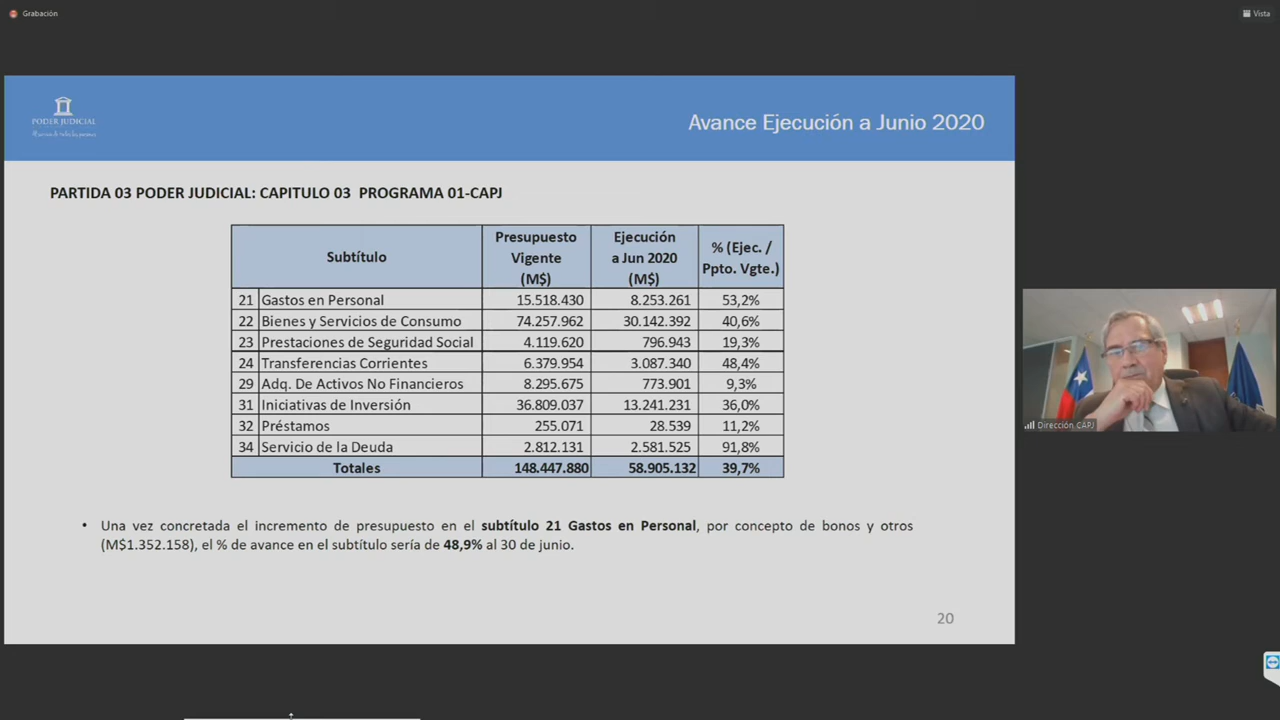 Grabación
Vista
PODER JUDICIAL
Avance Ejecución a Junio 2020
PARTIDA 03 PODER JUDICIAL: CAPITULO 03 PROGRAMA 01-CAPJ
Subtítulo Presupuesto Vigente (M$) Ejecución a Jun 2020 (M$) % (Ejec. / Ppto. Vgte.)
21 Gastos en Personal 15.518.430 8.253.261 53,2%
22 Bienes y Servicios de Consumo 74.257.962 30.142.392 40,6%
23 Prestaciones de Seguridad Social 4.119.620 796.943 19,3%
24 Transferencias Corrientes 6.379.954 3.087.340 48,4%
29 Adq. De Activos No Financieros 8.295.675 773.901 9,3%
31 Iniciativas de Inversión 36.809.037 13.241.231 36,0%
32 Préstamos 255.071 28.539 11,2%
34 Servicio de la Deuda 2.812.131 2.581.525 91,8%
Totales 148.447.880 58.905.132 39,7%
• Una vez concretada el incremento de presupuesto en el subtítulo 21 Gastos en Personal, por concepto de bonos y otros
(M$1.352.158), el % de avance en el subtítulo sería de 48,9% al 30 de junio.
20
Dirección CAPJ